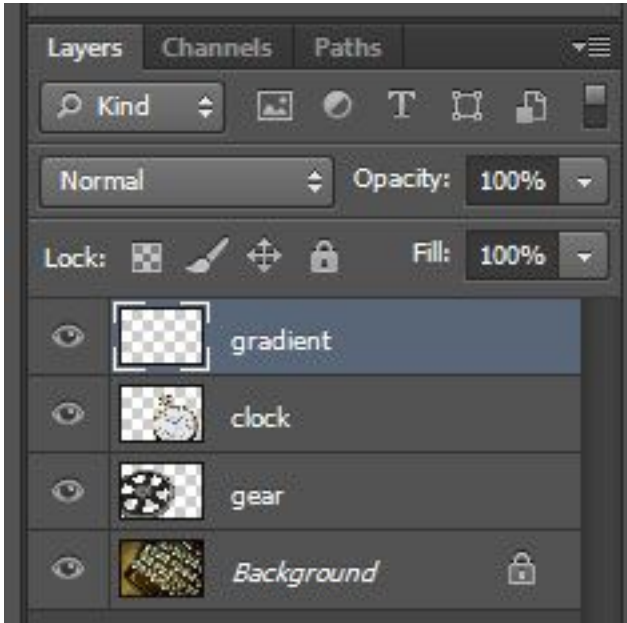 Layers Channels Paths
Kind T
Normal Opacity: 100%
Lock: Fill: 100%
gradient
clock
gear
Background